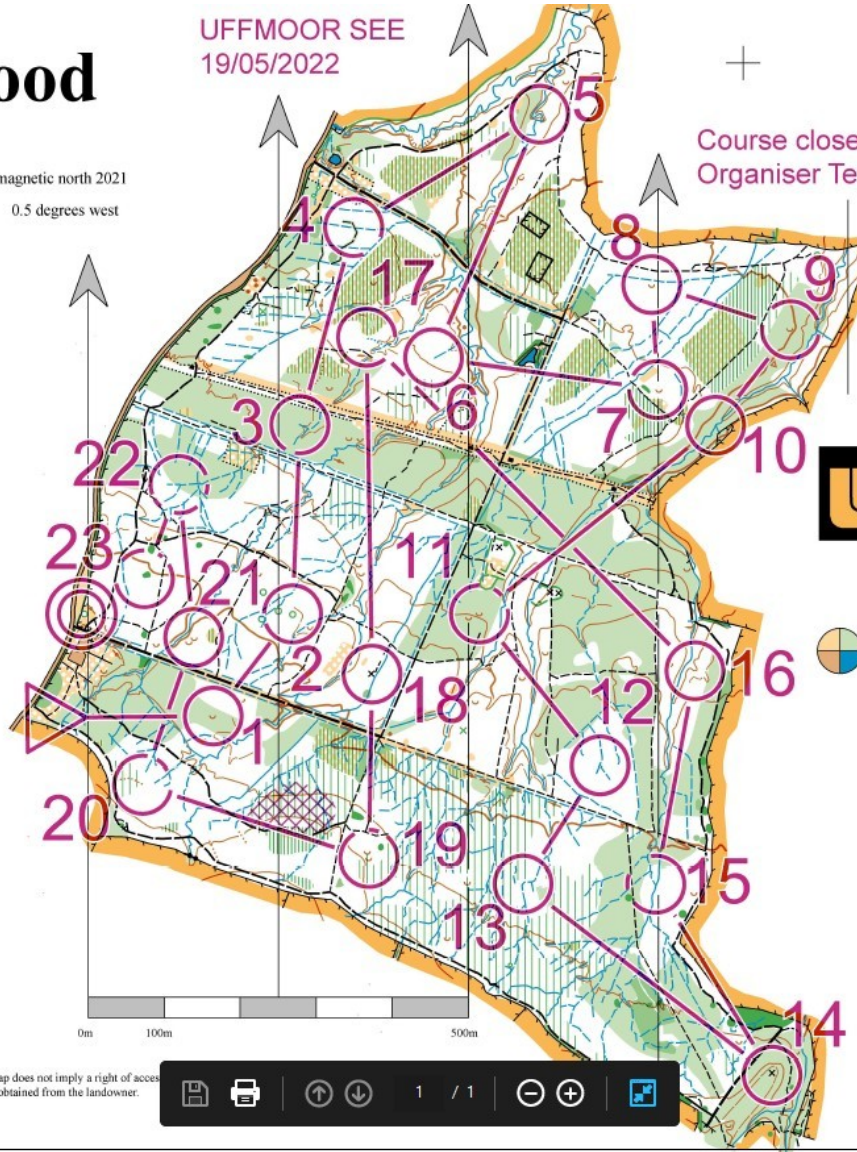 UFFMOOR SEE
19/05/2022
ood
magnetic north 2021
0.5 degrees west
Course close
Organiser Te
5
4
8
17
9
6
7
3
10
22
11
23
21
2
18
12
16
1
20
19
15
13
14
0m 100m 500m
ap does not imply a right of acces
obtained from the landowner.
1 / 1